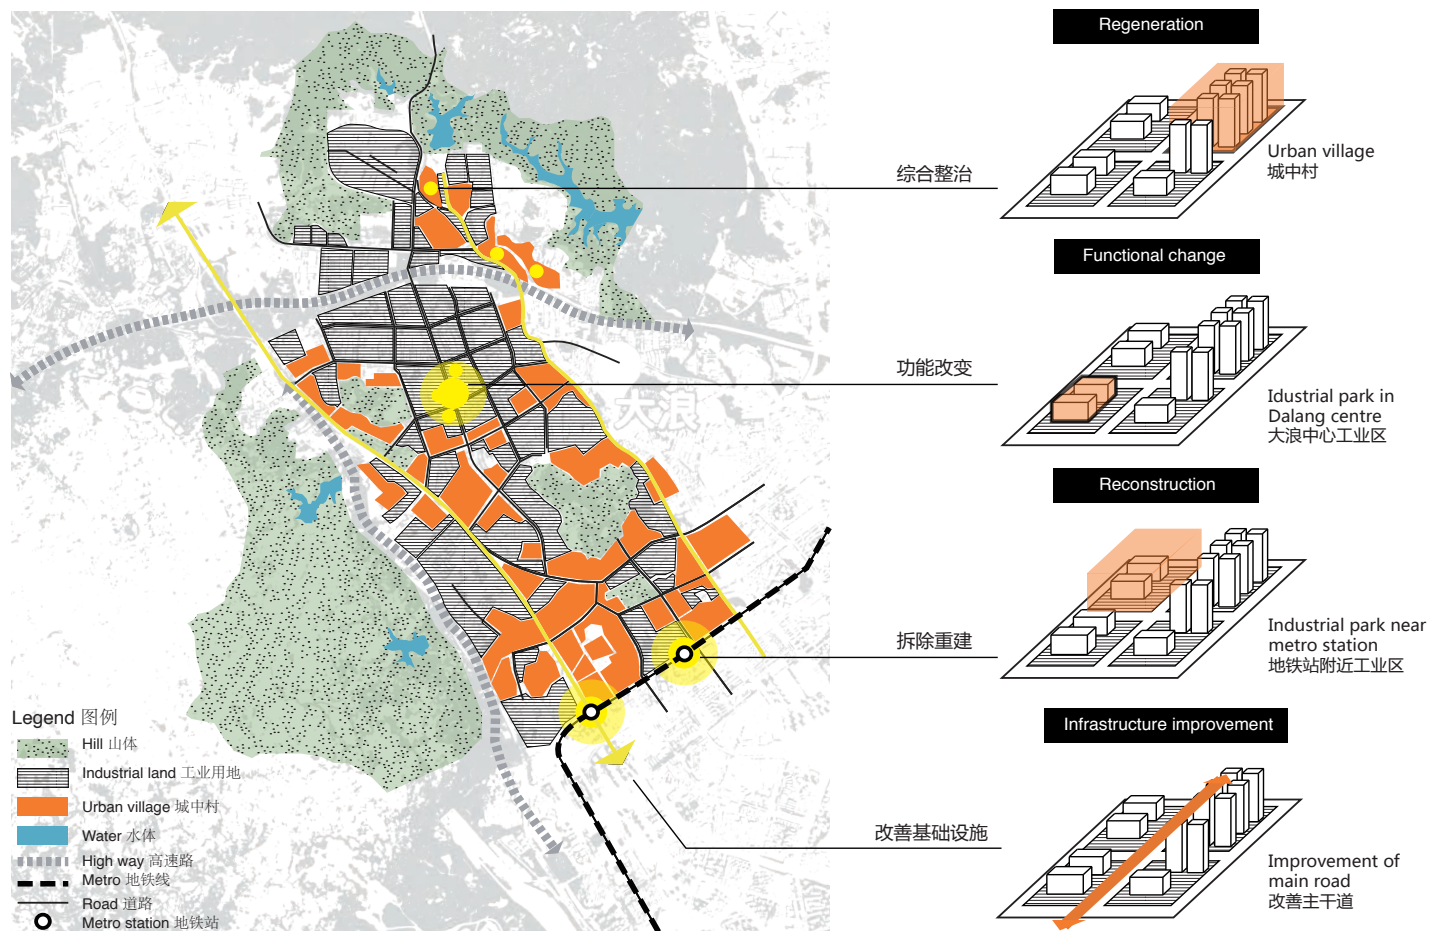 Regeneration
综合整治
Urban village
城中村
Functional change
功能改变
大浪
Idustrial park in
Dalang centre
大浪中心工业区
Reconstruction
拆除重建
Industrial park near
metro station
地铁站附近工业区
Infrastructure improvement
改善基础设施
Improvement of
main road
改善主干道
Legend 图例
Hill 山体
Industrial land 工业用地
Urban village 城中村
Water 水体
High way 高速路
Metro 地铁线
Road 道路
Metro station 地铁站